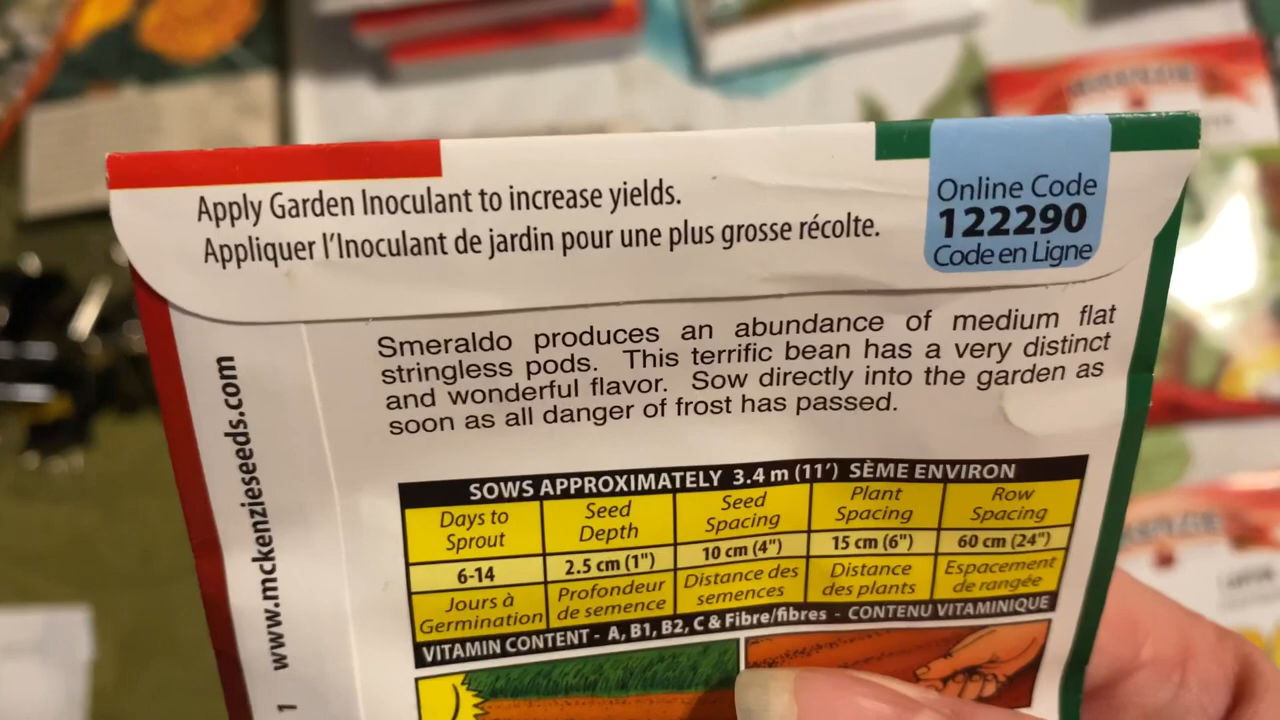 Apply Garden Inoculant to increase yields.
Appliquer l'Inoculant de jardin pour une plus grosse récolte.
Online Code
122290
Code en Ligne
www.mckenzieseeds.com
1
Smeraldo produces an abundance of medium flat
stringless pods. This terrific bean has a very distinct
and wonderful flavor. Sow directly into the garden as
soon as all danger of frost has passed.
SOWS APPROXIMATELY 3.4 m (11') SÈME ENVIRON
Days to Sprout Seed Depth Seed Spacing Plant Spacing Row Spacing
6-14 2.5 cm (1") 10 cm (4") 15 cm (6") 60 cm (24")
Jours à Germination Profondeur de semence Distance des semences Distance des plants Espacement de rangée
VITAMIN CONTENT - A, B1, B2, C & Fibre/fibres - CONTENU VITAMINIQUE